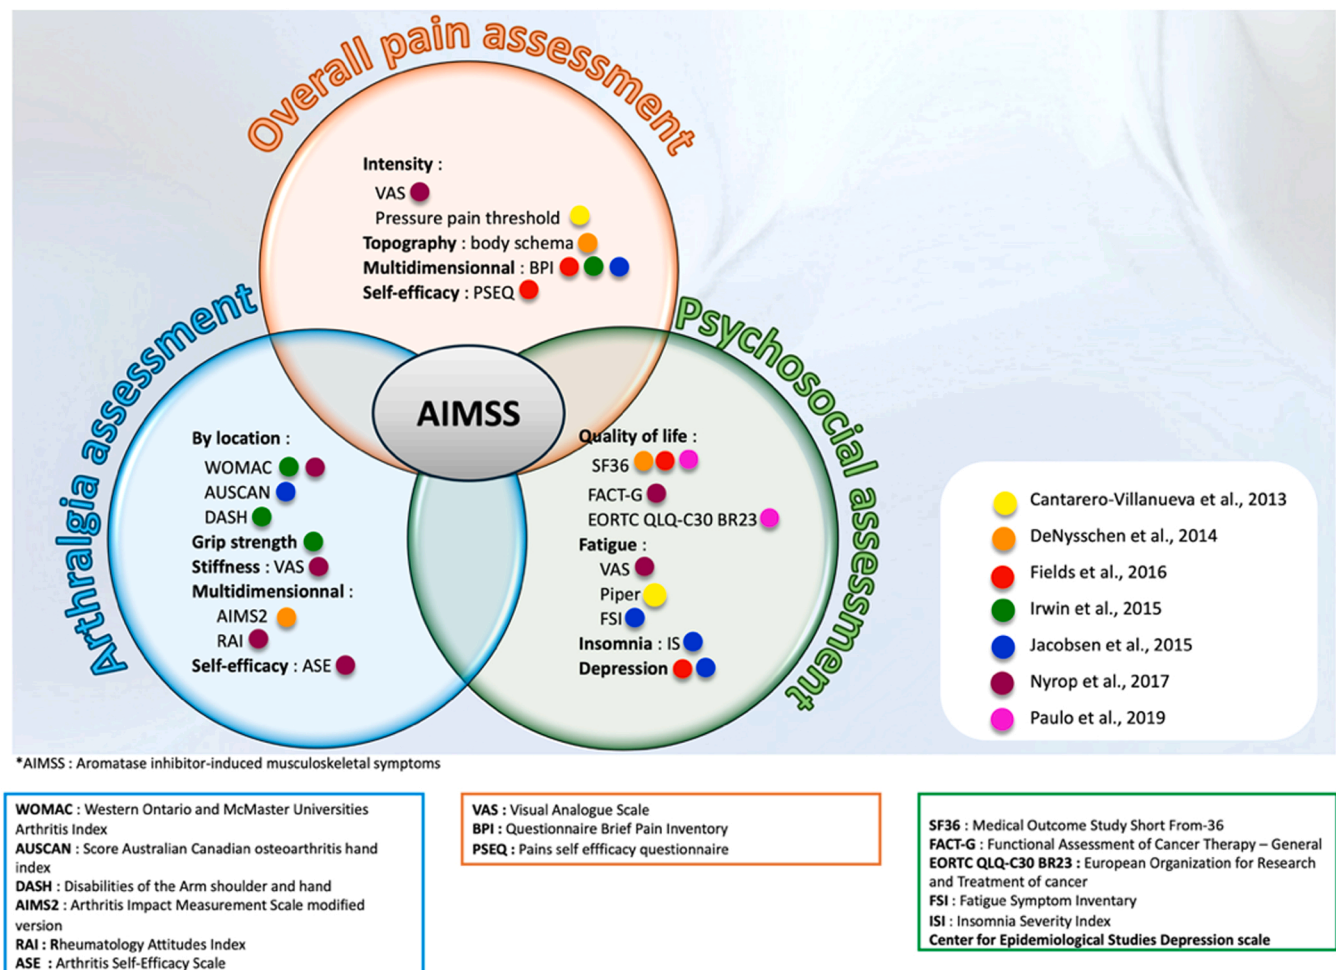 Overall pain assessment
Intensity :
VAS
Pressure pain threshold
Topography : body schema
Multidimensionnal : BPI
Self-efficacy : PSEQ
Arthralgia assessment
Psychosocial assessment
AIMSS
By location :
WOMAC
AUSCAN
DASH
Grip strength
Stiffness : VAS
Multidimensionnal :
AIMS2
RAI
Self-efficacy : ASE
Quality of life :
SF36
FACT-G
EORTC QLQ-C30 BR23
Fatigue :
VAS
Piper
FSI
Insomnia : IS
Depression
Cantarero-Villanueva et al., 2013
DeNysschen et al., 2014
Fields et al., 2016
Irwin et al., 2015
Jacobsen et al., 2015
Nyrop et al., 2017
Paulo et al., 2019
*AIMSS : Aromatase inhibitor-induced musculoskeletal symptoms
WOMAC : Western Ontario and McMaster Universities
Arthritis Index
AUSCAN : Score Australian Canadian osteoarthritis hand
index
DASH : Disabilities of the Arm shoulder and hand
AIMS2 : Arthritis Impact Measurement Scale modified
version
RAI : Rheumatology Attitudes Index
ASE : Arthritis Self-Efficacy Scale
VAS : Visual Analogue Scale
BPI : Questionnaire Brief Pain Inventory
PSEQ : Pains self effficacy questionnaire
SF36 : Medical Outcome Study Short From-36
FACT-G : Functional Assessment of Cancer Therapy – General
EORTC QLQ-C30 BR23 : European Organization for Research
and Treatment of cancer
FSI : Fatigue Symptom Inventary
ISI : Insomnia Severity Index
Center for Epidemiological Studies Depression scale